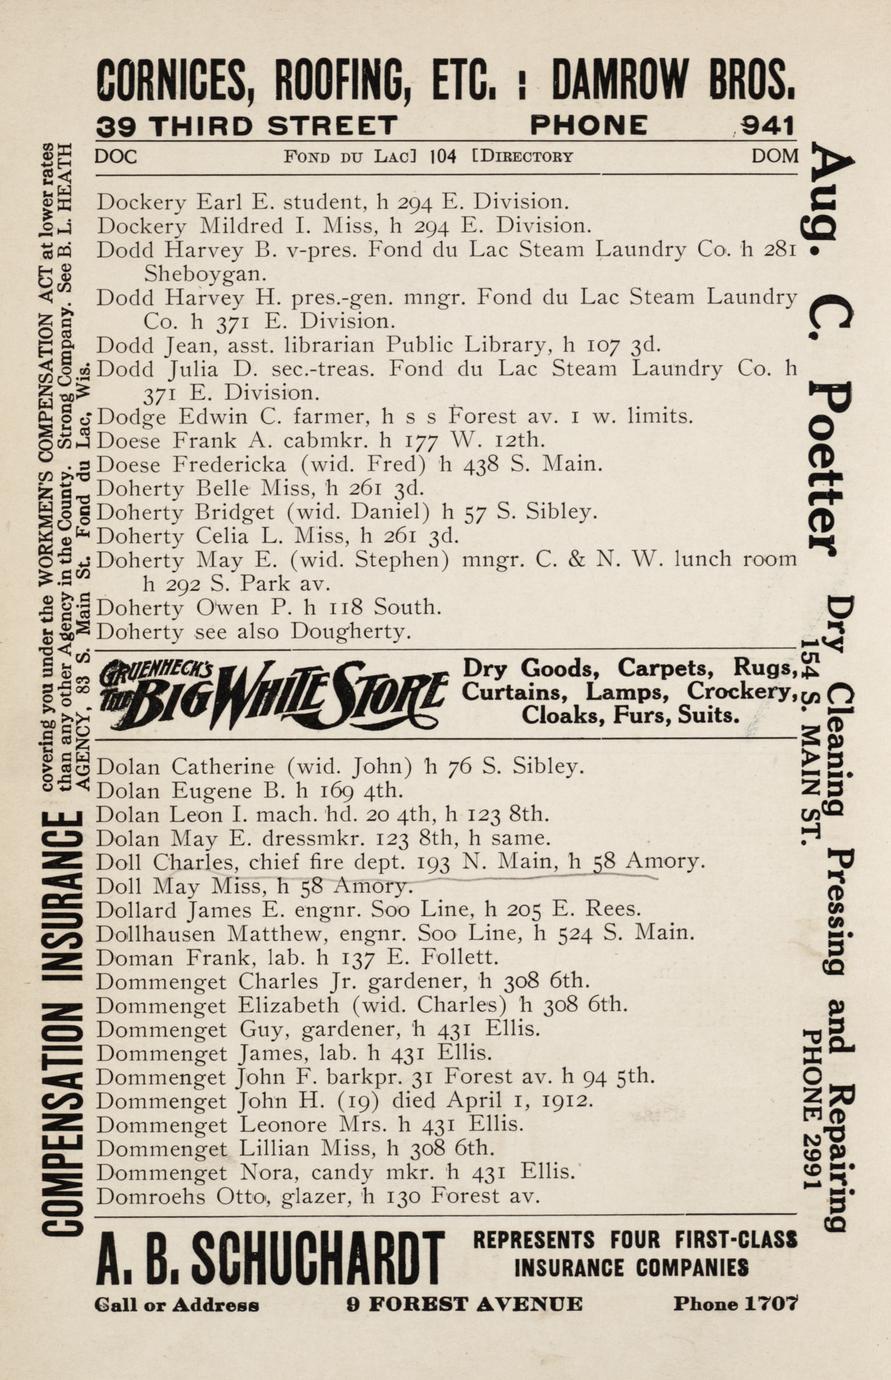 CORNICES, ROOFING, ETC. : DAMROW BROS.
39 THIRD STREET PHONE 941
DOC FOND DU LAC] 104 [DIRECTORY DOM
Dockery Earl E. student, h 294 E. Division.
Dockery Mildred I. Miss, h 294 E. Division.
Dodd Harvey B. v-pres. Fond du Lac Steam Laundry Co. h 281
Sheboygan.
Dodd Harvey H. pres.-gen. mngr. Fond du Lac Steam Laundry
Co. h 371 E. Division.
Dodd Jean, asst. librarian Public Library, h 107 3d.
Dodd Julia D. sec.-treas. Fond du Lac Steam Laundry Co. h
371 E. Division.
Dodge Edwin C. farmer, h s s Forest av. 1 w. limits.
Doese Frank A. cabmkr. h 177 W. 12th.
Doese Fredericka (wid. Fred) h 438 S. Main.
Doherty Belle Miss, h 261 3d.
Doherty Bridget (wid. Daniel) h 57 S. Sibley.
Doherty Celia L. Miss, h 261 3d.
Doherty May E. (wid. Stephen) mngr. C. & N. W. lunch room
h 292 S. Park av.
Doherty Owen P. h 118 South.
Doherty see also Dougherty.
GRUENHECK'S
THE BIG WHITE STORE
Dry Goods, Carpets, Rugs,
Curtains, Lamps, Crockery,
Cloaks, Furs, Suits.
Dolan Catherine (wid. John) h 76 S. Sibley.
Dolan Eugene B. h 169 4th.
Dolan Leon I. mach. hd. 20 4th, h 123 8th.
Dolan May E. dressmkr. 123 8th, h same.
Doll Charles, chief fire dept. 193 N. Main, h 58 Amory.
Doll May Miss, h 58 Amory.
Dollard James E. engnr. Soo Line, h 205 E. Rees.
Dollhausen Matthew, engnr. Soo Line, h 524 S. Main.
Doman Frank, lab. h 137 E. Follett.
Dommenget Charles Jr. gardener, h 308 6th.
Dommenget Elizabeth (wid. Charles) h 308 6th.
Dommenget Guy, gardener, h 431 Ellis.
Dommenget James, lab. h 431 Ellis.
Dommenget John F. barkpr. 31 Forest av. h 94 5th.
Dommenget John H. (19) died April 1, 1912.
Dommenget Leonore Mrs. h 431 Ellis.
Dommenget Lillian Miss, h 308 6th.
Dommenget Nora, candy mkr. h 431 Ellis.
Domroehs Otto, glazer, h 130 Forest av.
A. B. SCHUCHARDT
REPRESENTS FOUR FIRST-CLASS
INSURANCE COMPANIES
Call or Address 9 FOREST AVENUE Phone 1707
COMPENSATION INSURANCE
covering you under the WORKMEN'S COMPENSATION ACT at lower rates
than any other Agency in the County. Strong Company. See B. L. HEATH
AGENCY, 83 S. Main St. Fond du Lac, Wis.
Aug. C. Poetter Dry Cleaning Pressing and Repairing
154 S. MAIN ST. PHONE 2991